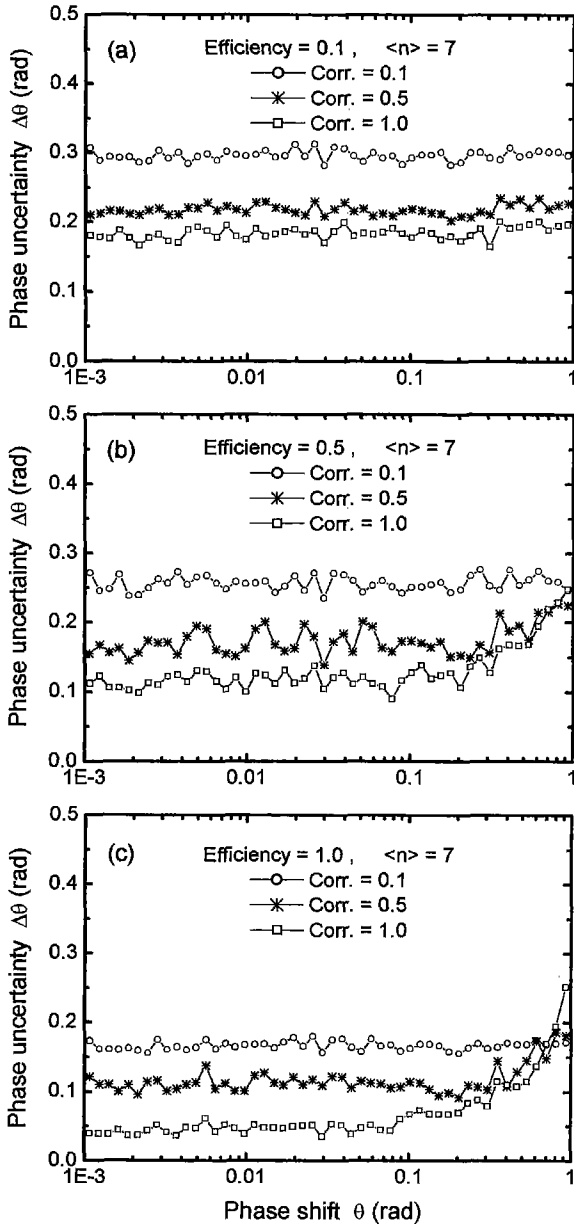 (a)
Efficiency = 0.1 , <n> = 7
Corr. = 0.1
Corr. = 0.5
Corr. = 1.0
Phase uncertainty Δθ (rad)
0.5
0.4
0.3
0.2
0.1
0.0
1E-3 0.01 0.1 1
(b)
Efficiency = 0.5 , <n> = 7
Corr. = 0.1
Corr. = 0.5
Corr. = 1.0
Phase uncertainty Δθ (rad)
0.5
0.4
0.3
0.2
0.1
0.0
1E-3 0.01 0.1 1
(c)
Efficiency = 1.0 , <n> = 7
Corr. = 0.1
Corr. = 0.5
Corr. = 1.0
Phase uncertainty Δθ (rad)
0.5
0.4
0.3
0.2
0.1
0.0
1E-3 0.01 0.1 1
Phase shift θ (rad)